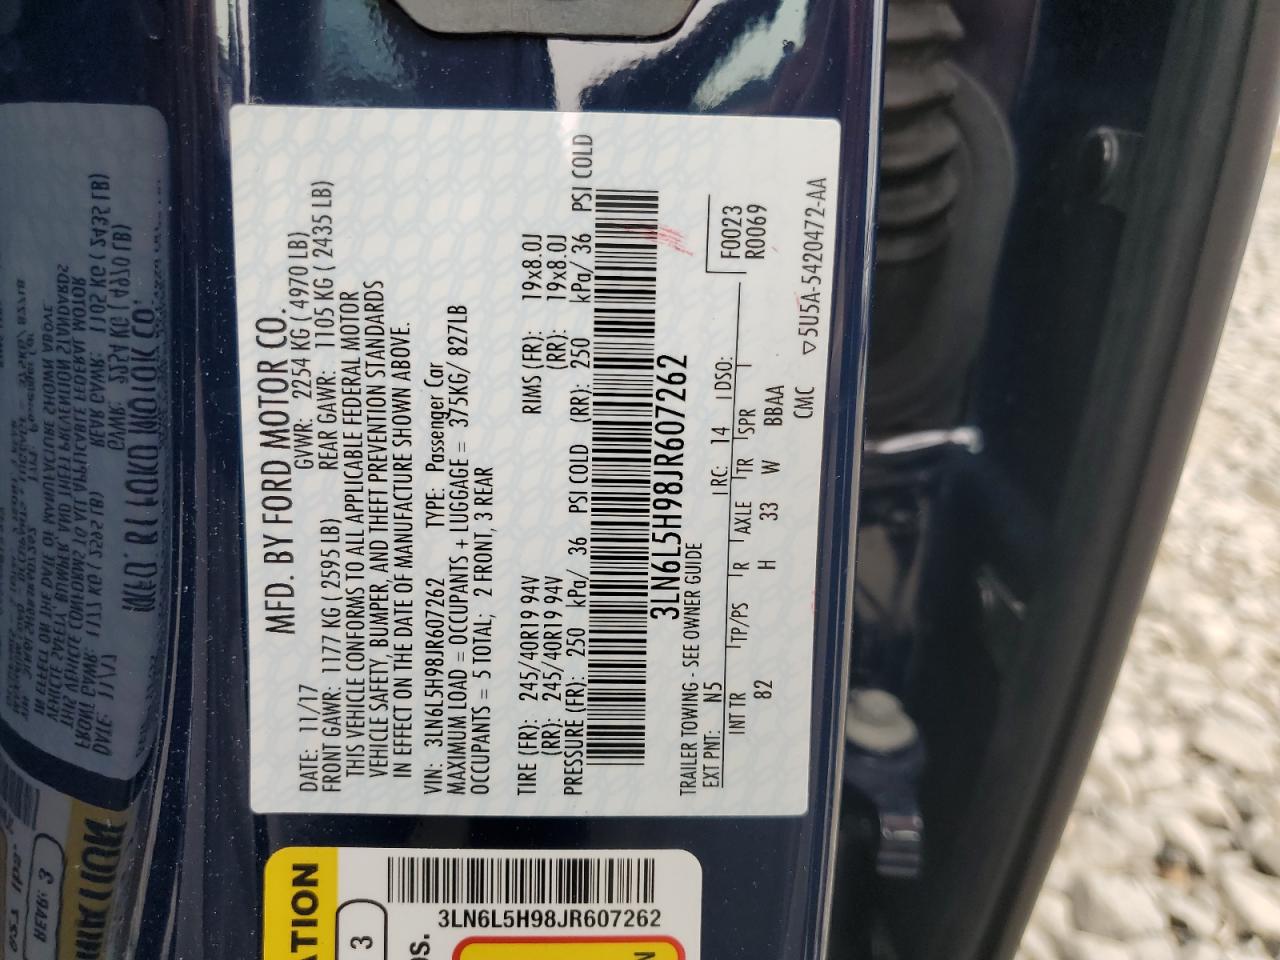 MFD. BY FORD MOTOR CO.
DATE: 11/17 GVWR: 2254 KG ( 4970 LB)
FRONT GAWR: 1177 KG ( 2595 LB) REAR GAWR: 1105 KG ( 2435 LB)
THIS VEHICLE CONFORMS TO ALL APPLICABLE FEDERAL MOTOR
VEHICLE SAFETY, BUMPER, AND THEFT PREVENTION STANDARDS
IN EFFECT ON THE DATE OF MANUFACTURE SHOWN ABOVE.
VIN: 3LN6L5H98JR607262 TYPE: Passenger Car
MAXIMUM LOAD = OCCUPANTS + LUGGAGE = 375KG/ 827LB
OCCUPANTS = 5 TOTAL; 2 FRONT, 3 REAR
TIRE (FR): 245/40R19 94V RIMS (FR): 19x8.0J
(RR): 245/40R19 94V (RR): 19x8.0J
PRESSURE (FR): 250 kPa/ 36 PSI COLD (RR): 250 kPa/ 36 PSI COLD
3LN6L5H98JR607262
TRAILER TOWING - SEE OWNER GUIDE
EXT PNT: N5 RC: 14 DSO: F0023
R0069
INT TR TP/PS R AXLE TR SPR
82 H 33 W BBAA
CMC ▽5U5A-5420472-AA
ATION
3
3LN6L5H98JR607262